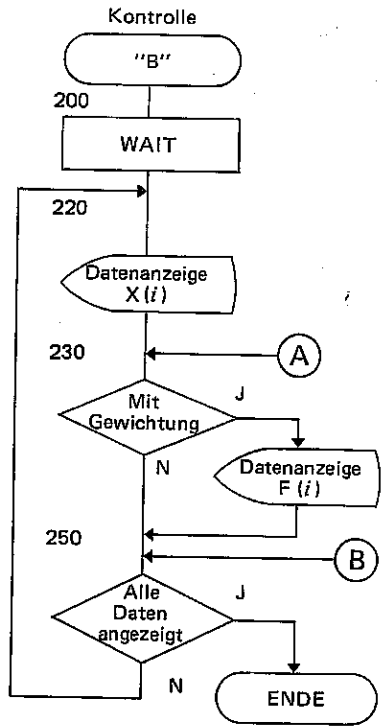 Kontrolle
"B"
200
WAIT
220
Datenanzeige
X(i)
230
A
Mit
Gewichtung
J
N
Datenanzeige
F(i)
250
B
Alle
Daten
angezeigt
J
N
ENDE